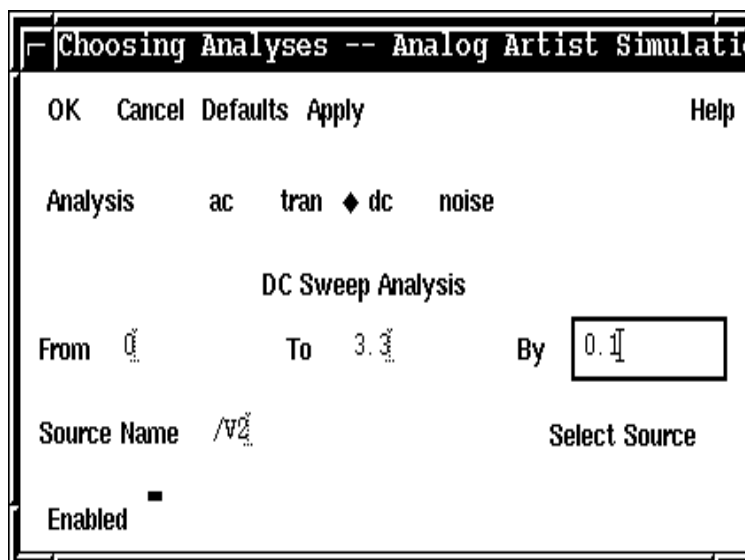 Choosing Analyses -- Analog Artist Simulatio
OK Cancel Defaults Apply Help
Analysis ac tran dc noise
DC Sweep Analysis
From 0 To 3.3 By 0.1
Source Name /V2 Select Source
Enabled